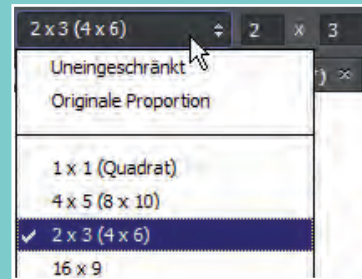 2 x 3 (4 x 6) 2 x 3
Uneingeschränkt
Originale Proportion
1 x 1 (Quadrat)
4 x 5 (8 x 10)
✓ 2 x 3 (4 x 6)
16 x 9